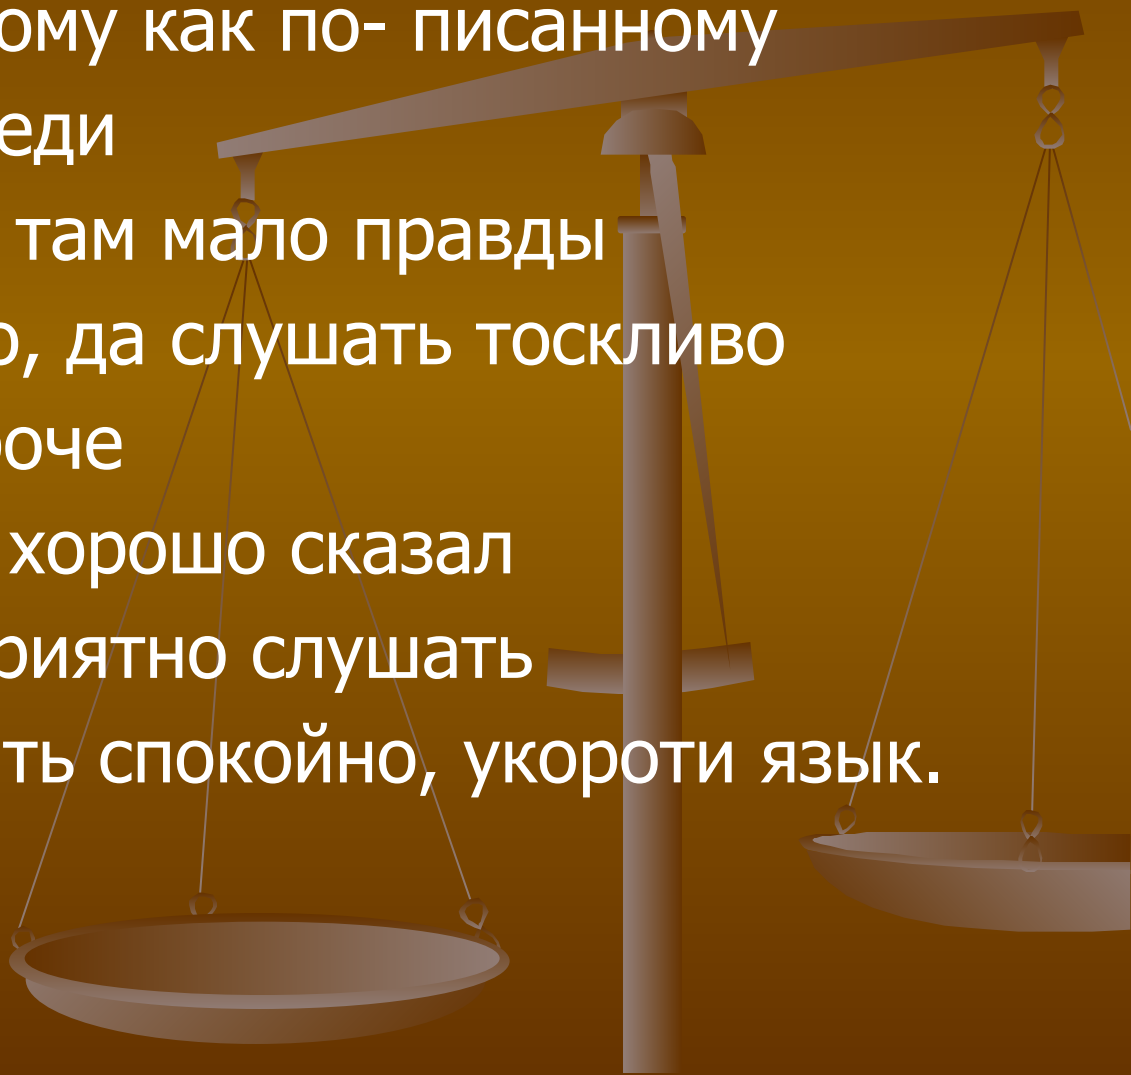 ому как по- писанному
еди
там мало правды
о, да слушать тоскливо
роче
хорошо сказал
риятно слушать
ть спокойно, укороти язык.